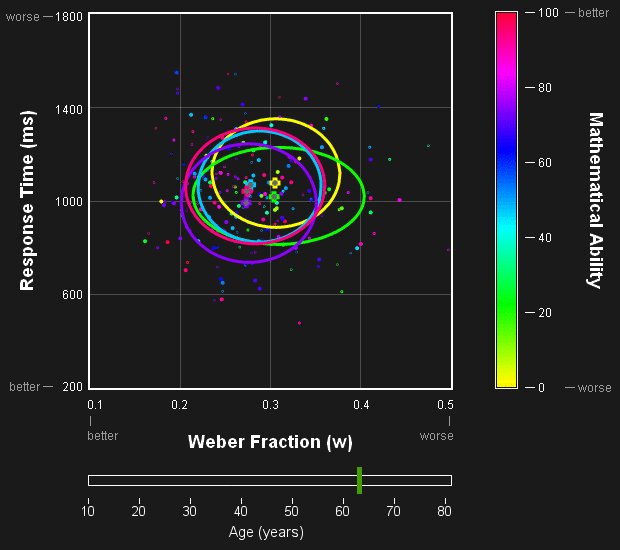 worse
1800
1400
1000
600
200
better
Response Time (ms)
0.1
0.2
0.3
0.4
0.5
better
worse
Weber Fraction (w)
10
20
30
40
50
60
70
80
Age (years)
100
better
80
60
40
20
0
worse
Mathematical Ability